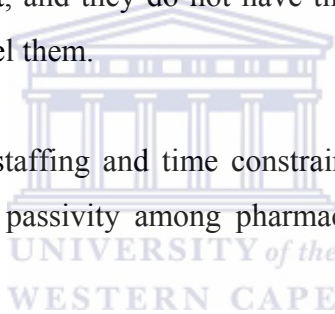 , and they do not have th
el them.
staffing and time constrain
passivity among pharmac
UNIVERSITY of the
WESTERN CAPE